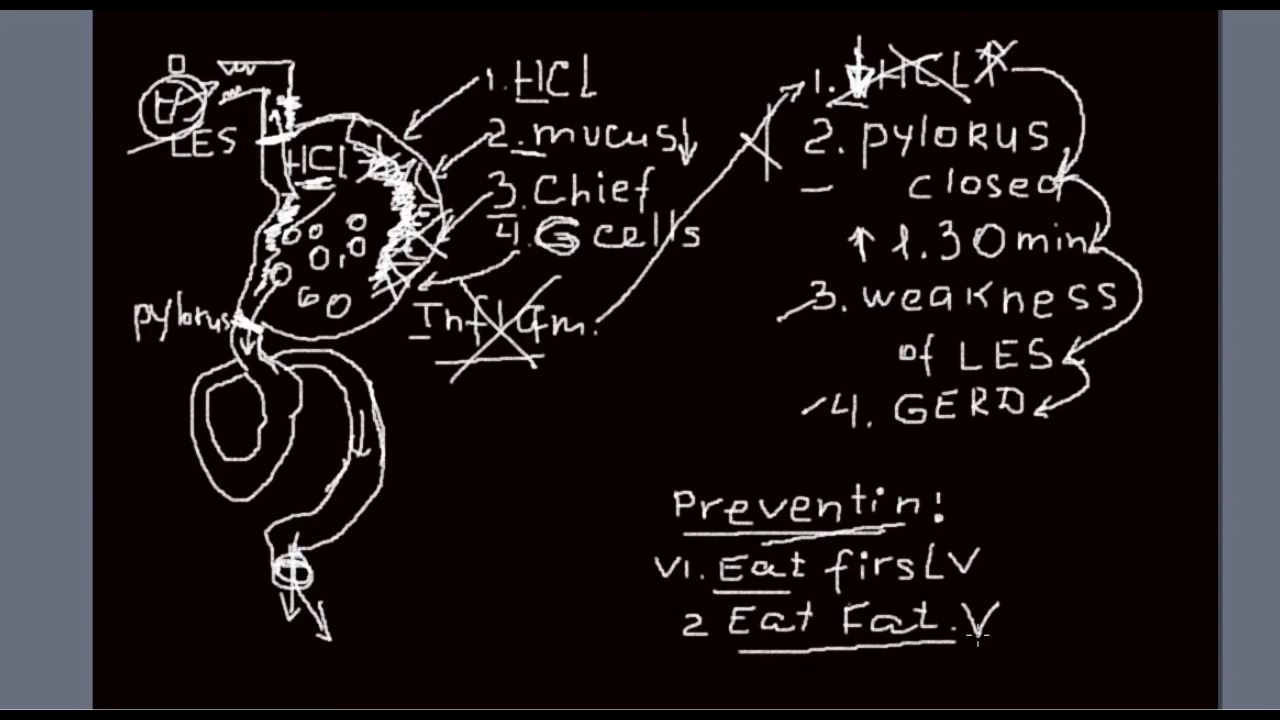 LES
HCL
pylorus
1. HCL
2. mucus↓
3. Chief
4. G cells
Inflam.
1. ↓HCL
2. pylorus
closed
↑ 1.30 min
3. weakness
of LES
4. GERD
Preventin!
V1. Eat first V
2 Eat Fat. V